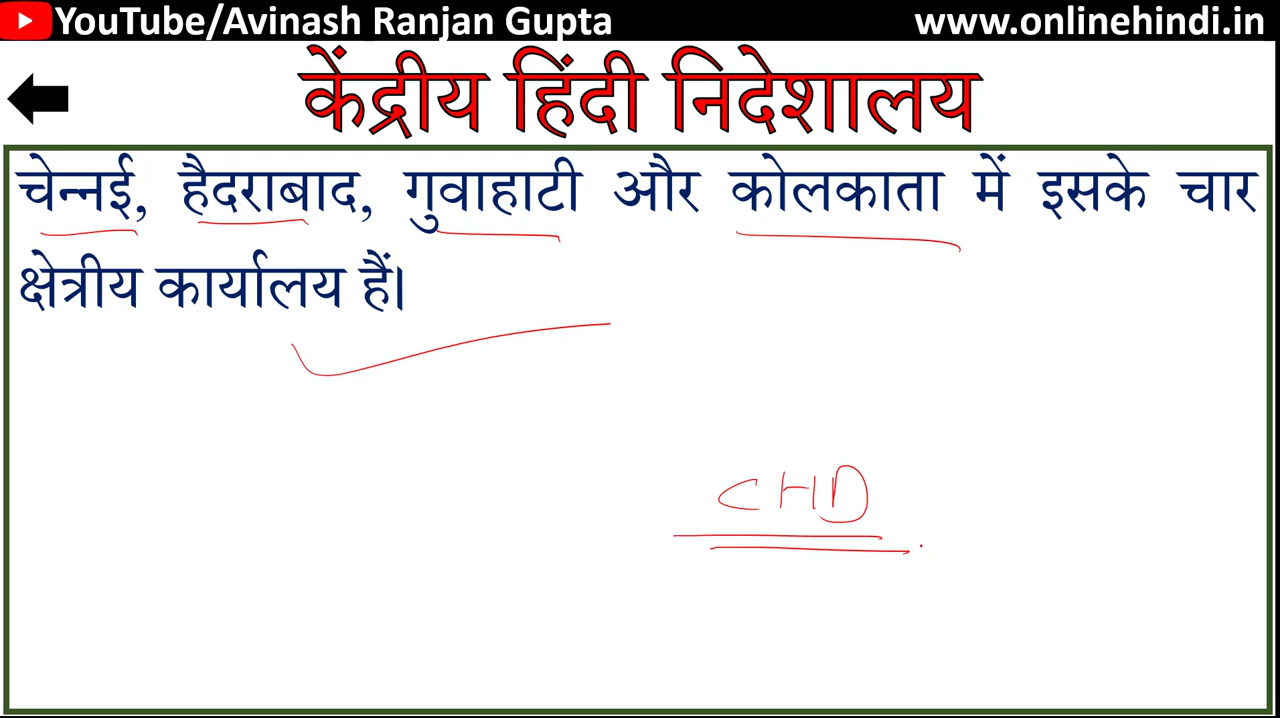 YouTube/Avinash Ranjan Gupta www.onlinehindi.in
केंद्रीय हिंदी निदेशालय
चेन्नई, हैदराबाद, गुवाहाटी और कोलकाता में इसके चार
क्षेत्रीय कार्यालय हैं।
CHD